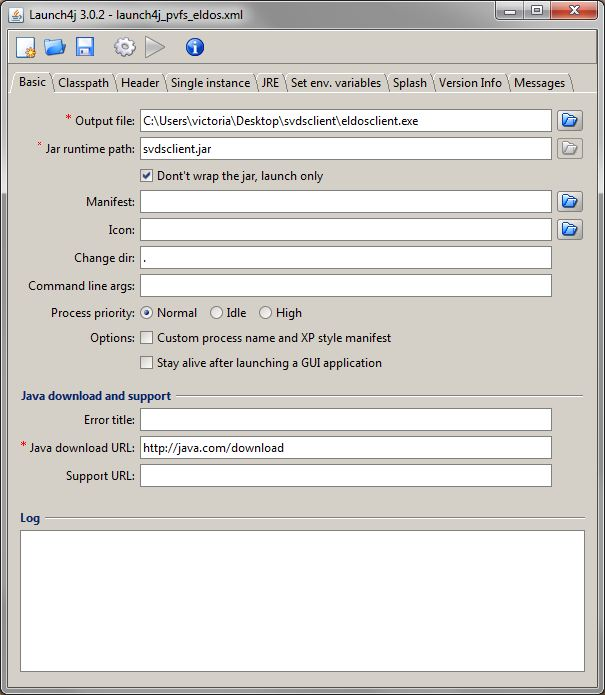 Launch4j 3.0.2 - launch4j_pvfs_eldos.xml
Basic Classpath Header Single instance JRE Set env. variables Splash Version Info Messages
* Output file: C:\Users\victoria\Desktop\svdsclient\eldosclient.exe
* Jar runtime path: svdsclient.jar
Don't wrap the jar, launch only
Manifest:
Icon:
Change dir: .
Command line args:
Process priority: Normal Idle High
Options: Custom process name and XP style manifest
Stay alive after launching a GUI application
Java download and support
Error title:
* Java download URL: http://java.com/download
Support URL:
Log